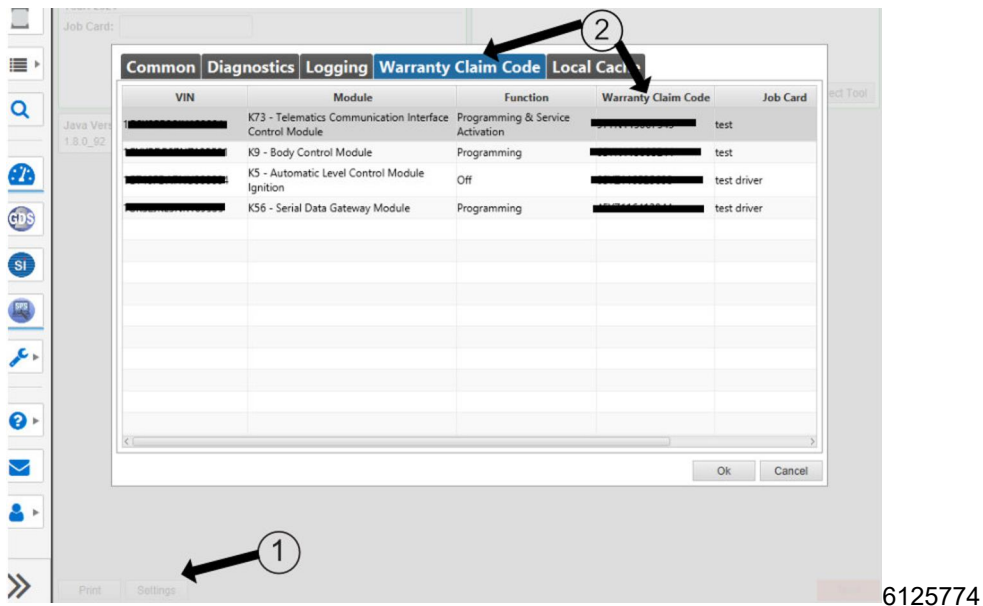 Job Card:
2
Common Diagnostics Logging Warranty Claim Code Local Cache
VIN Module Function Warranty Claim Code Job Card
ect Tool
K73 - Telematics Communication Interface Control Module Programming & Service Activation test
K9 - Body Control Module Programming test
K5 - Automatic Level Control Module Ignition Off test driver
K56 - Serial Data Gateway Module Programming test driver
Java Vers
1.8.0_92
GDS
SI
SPS
Ok Cancel
1
Print Settings
6125774